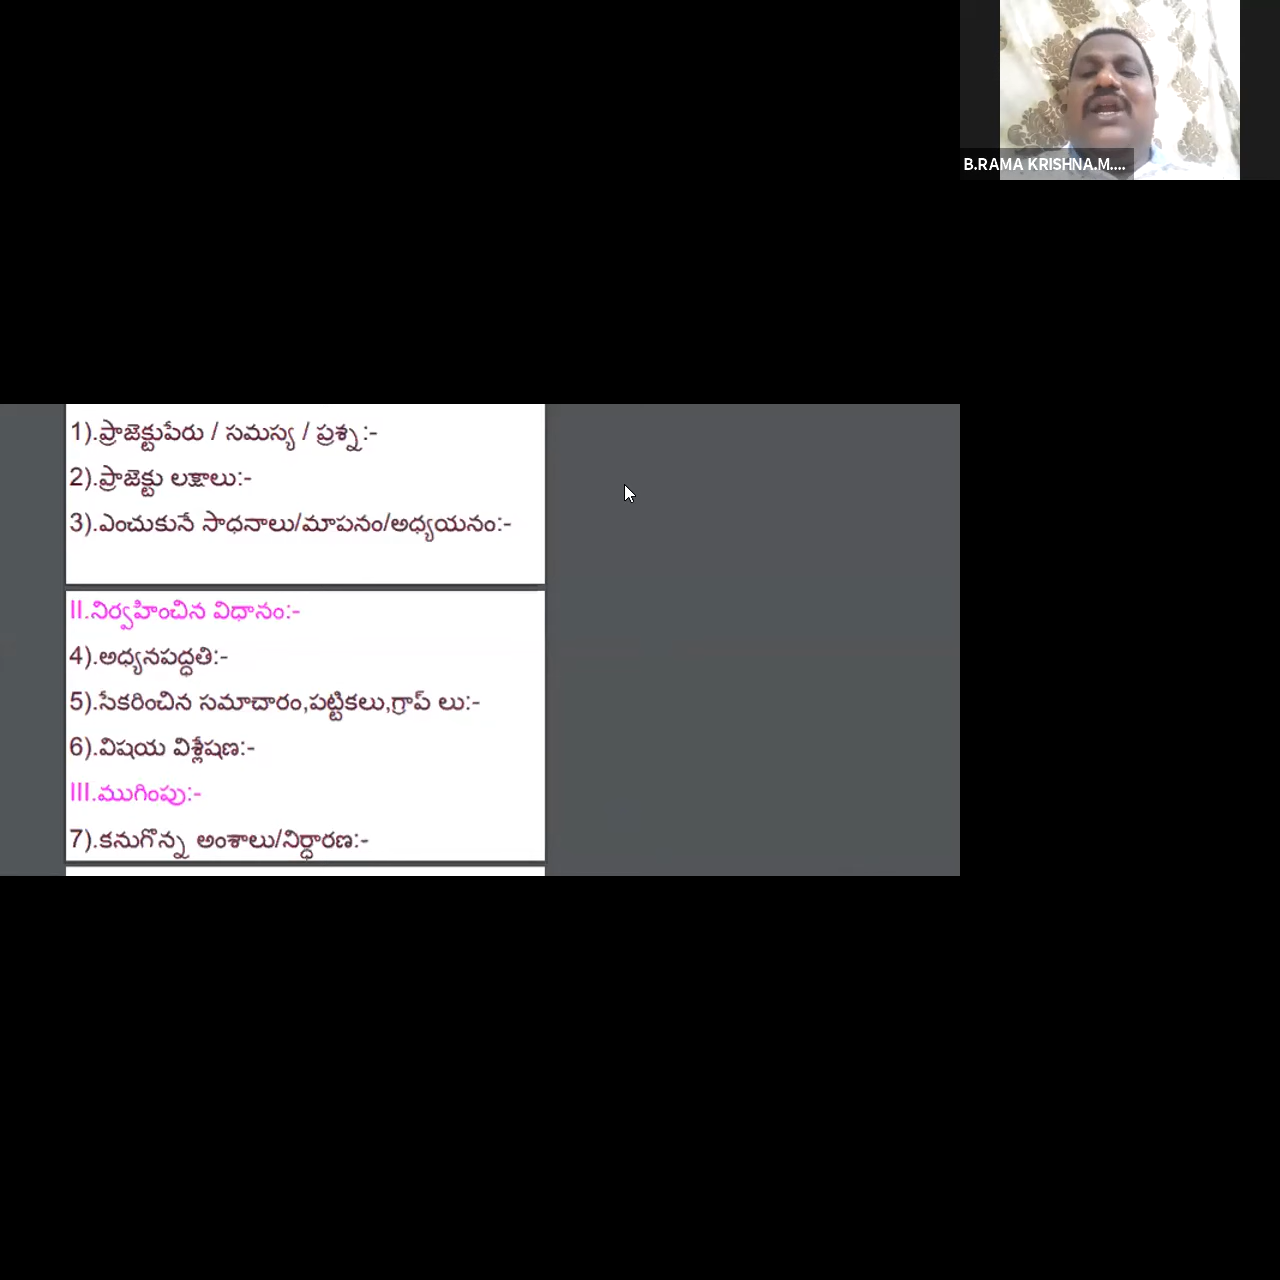 B.RAMA KRISHNA.M....
1).ప్రాజెక్టుపేరు / సమస్య / ప్రశ్న:-
2).ప్రాజెక్టు లక్షాలు:-
3).ఎంచుకునే సాధనాలు/మాపనం/అధ్యయనం:-
II.నిర్వహించిన విధానం:-
4).అధ్యనపద్ధతి:-
5).సేకరించిన సమాచారం,పట్టికలు,గ్రాప్ లు:-
6).విషయ విశ్లేషణ:-
III.ముగింపు:-
7).కనుగొన్న అంశాలు/నిర్ధారణ:-